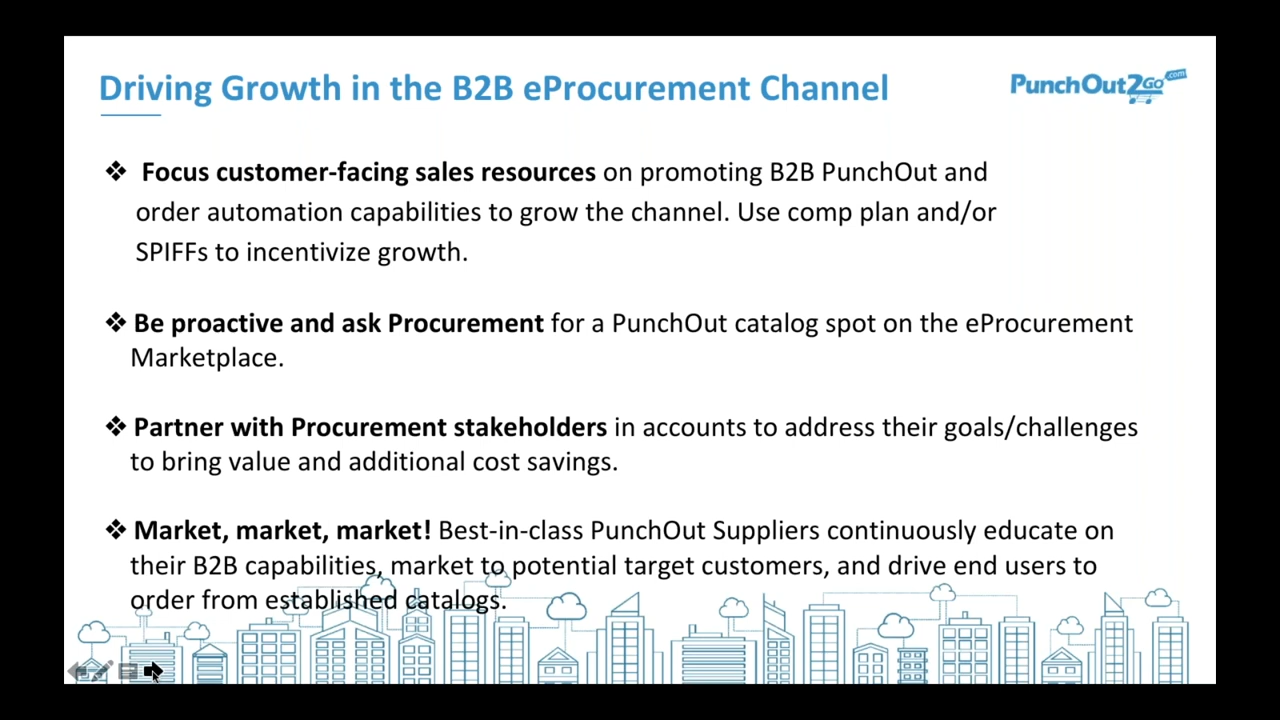 Driving Growth in the B2B eProcurement Channel
PunchOut2Go.com
❖ Focus customer-facing sales resources on promoting B2B PunchOut and
order automation capabilities to grow the channel. Use comp plan and/or
SPIFFs to incentivize growth.
❖ Be proactive and ask Procurement for a PunchOut catalog spot on the eProcurement
Marketplace.
❖ Partner with Procurement stakeholders in accounts to address their goals/challenges
to bring value and additional cost savings.
❖ Market, market, market! Best-in-class PunchOut Suppliers continuously educate on
their B2B capabilities, market to potential target customers, and drive end users to
order from established catalogs.